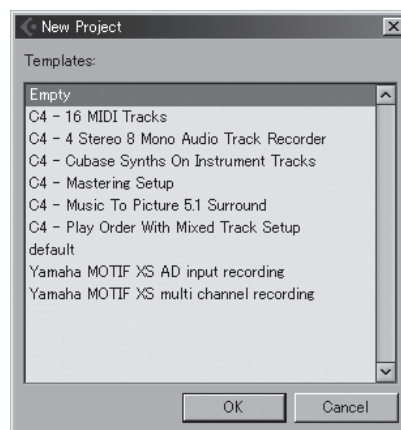 New Project
Templates:
Empty
C4 - 16 MIDI Tracks
C4 - 4 Stereo 8 Mono Audio Track Recorder
C4 - Cubase Synths On Instrument Tracks
C4 - Mastering Setup
C4 - Music To Picture 5.1 Surround
C4 - Play Order With Mixed Track Setup
default
Yamaha MOTIF XS AD input recording
Yamaha MOTIF XS multi channel recording
OK Cancel